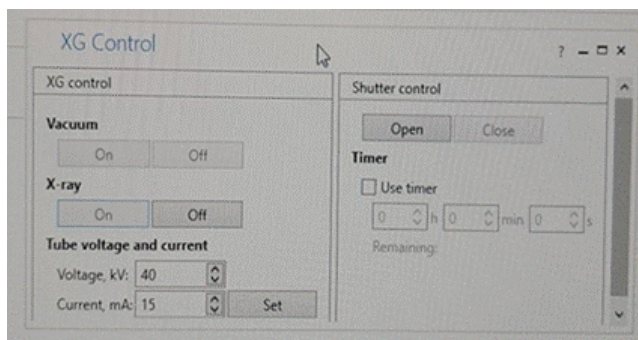 XG Control
?
XG control
Vacuum
On Off
X-ray
On Off
Tube voltage and current
Voltage, kV: 40
Current, mA: 15 Set
Shutter control
Open Close
Timer
Use timer
0 h 0 min 0 s
Remaining: